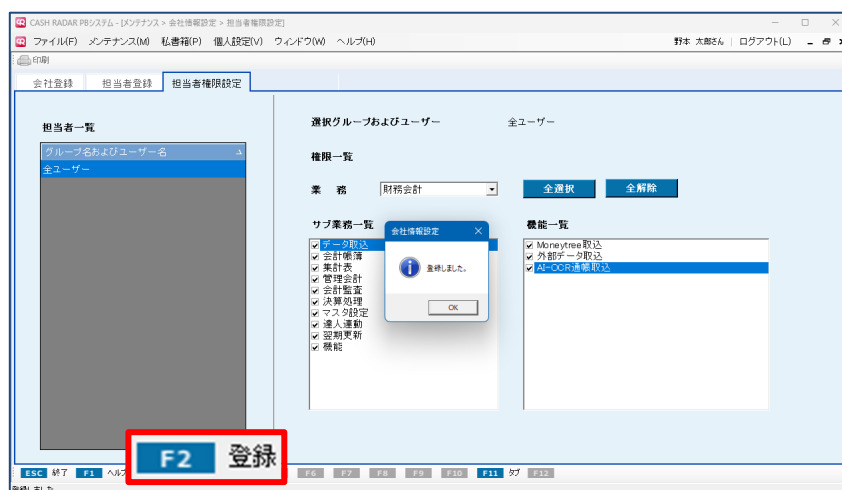 CASH RADAR PBシステム - [メンテナンス > 会社情報設定 > 担当者権限設定]
ファイル(F) メンテナンス(M) 私書箱(P) 個人設定(V) ウィンドウ(W) ヘルプ(H) 野本 太郎さん | ログアウト(L)
印刷
会社登録 担当者登録 担当者権限設定
担当者一覧
グループ名およびユーザー名
全ユーザー
選択グループおよびユーザー 全ユーザー
権限一覧
業 務 財務会計 全選択 全解除
サブ業務一覧
データ取込
会計帳簿
集計表
管理会計
会計監査
決算処理
マスタ設定
達人連動
翌期更新
機能
機能一覧
Moneytree取込
外部データ取込
AI-OCR通帳取込
会社情報設定
登録しました。
OK
F2 登録
ESC 終了 F1 ヘルプ F6 F7 F8 F9 F10 F11 タブ F12
登録しました